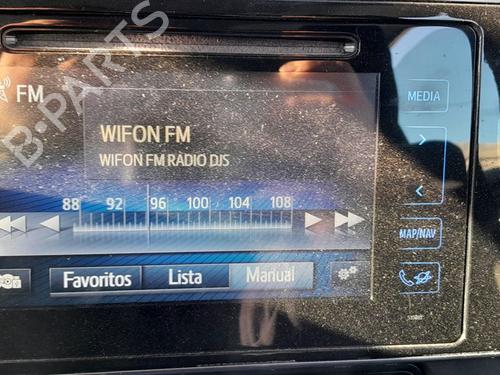 B-PARTS
FM
MEDIA
WIFON FM
WIFON FM RADIO DJS
88 92 96 100 104 108
MAP/NAV
Favoritos Lista Manual